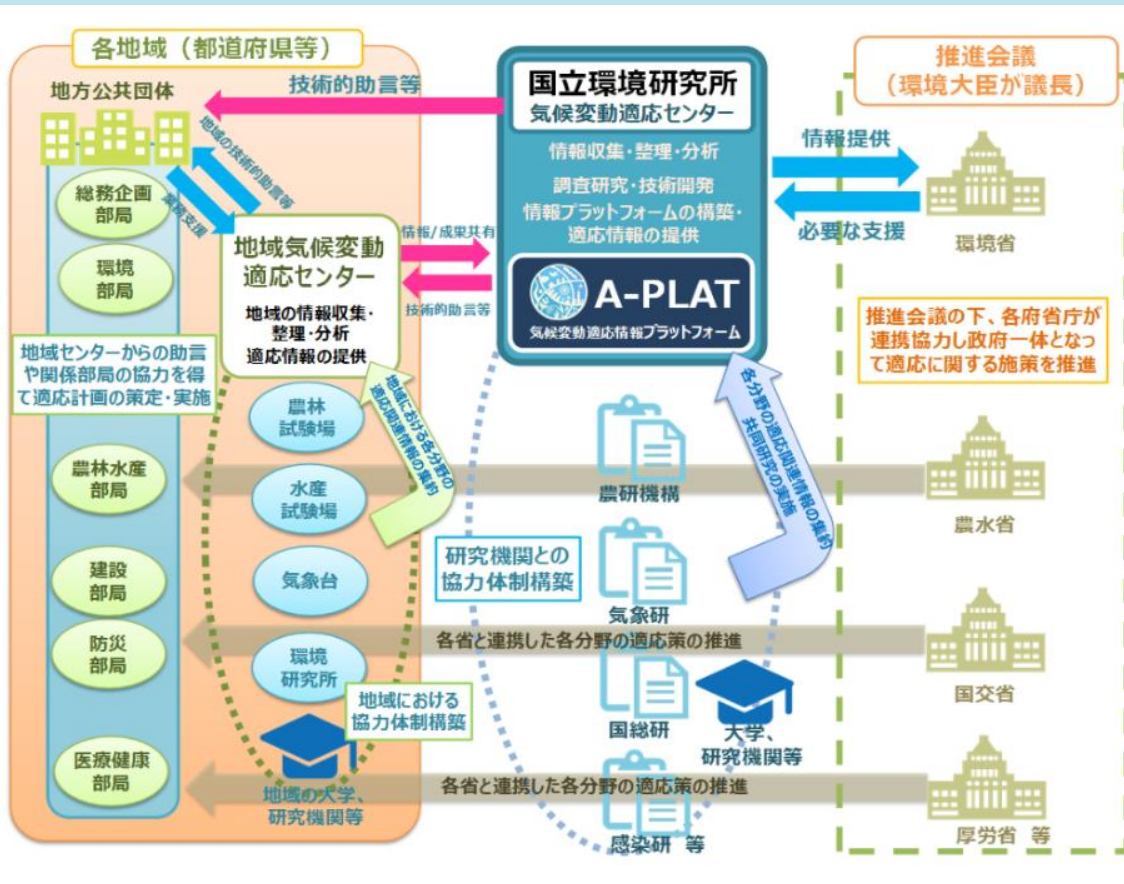 各地域（都道府県等）
地方公共団体
総務企画
部局
環境
部局
地域センターからの助言
や関係部局の協力を得
て適応計画の策定・実施
農林水産
部局
建設
部局
防災
部局
医療健康
部局
技術的助言等
地域の技術的助言等
業務支援
地域気候変動
適応センター
地域の情報収集・
整理・分析
適応情報の提供
農林
試験場
水産
試験場
気象台
環境
研究所
地域における各分野の
適応関連情報の集約
地域における
協力体制構築
地域の大学、
研究機関等
情報/成果共有
技術的助言等
国立環境研究所
気候変動適応センター
情報収集・整理・分析
調査研究・技術開発
情報プラットフォームの構築・
適応情報の提供
A-PLAT
気候変動適応情報プラットフォーム
農研機構
研究機関との
協力体制構築
気象研
各省と連携した各分野の適応策の推進
国総研
大学、
研究機関等
各省と連携した各分野の適応策の推進
感染研 等
各分野の適応関連情報の集約
共同研究の実施
情報提供
必要な支援
推進会議
（環境大臣が議長）
環境省
推進会議の下、各府省庁が
連携協力し政府一体となっ
て適応に関する施策を推進
農水省
国交省
厚労省 等